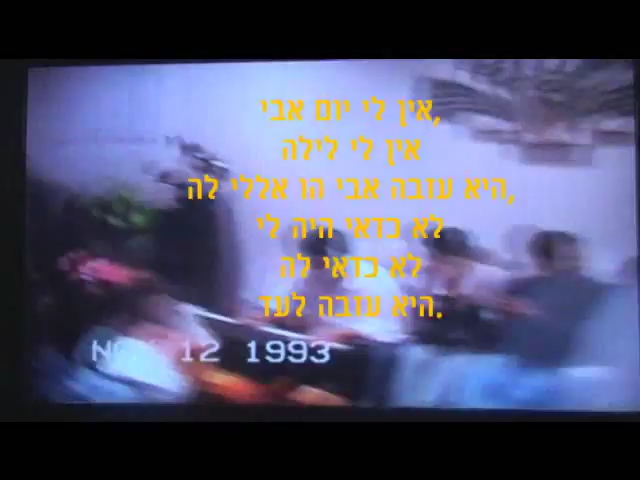 אין לי יום אבי,
אין לי לילה
היא עזבה אבי הו אללי לה,
לא כדאי היה לי
לא כדאי לה
היא עזבה לעד.
NOV 12 1993